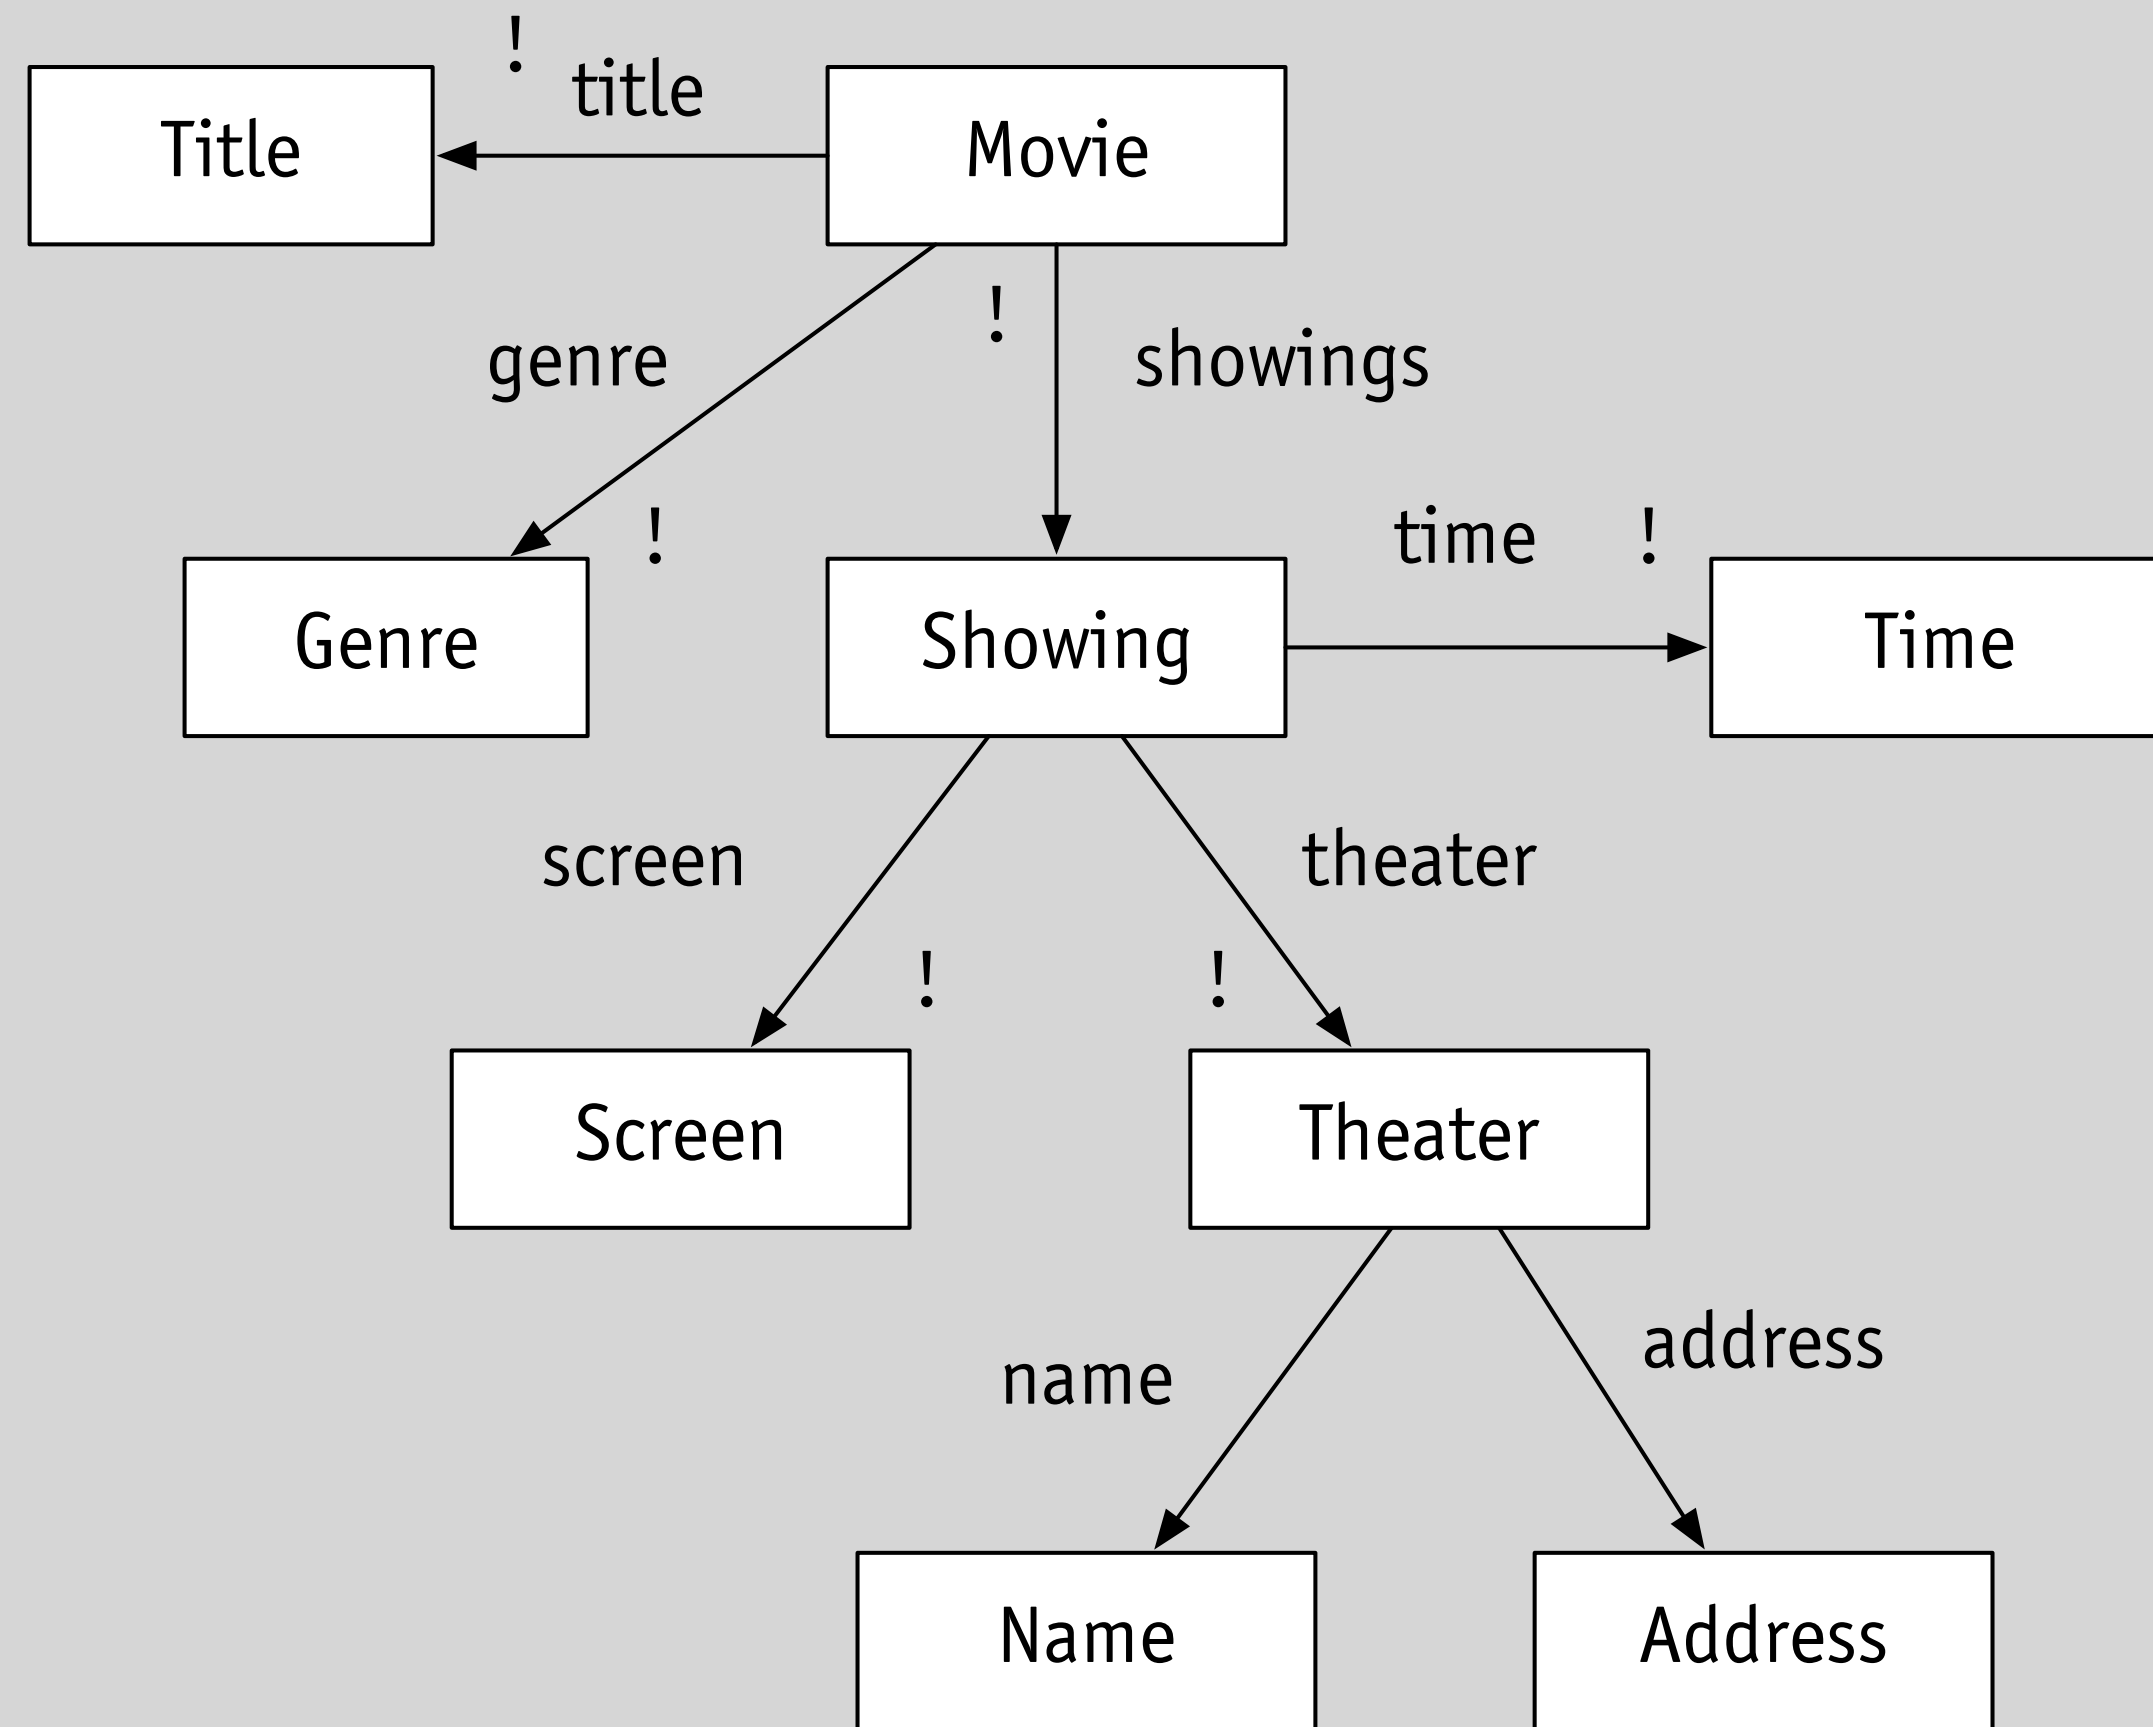 !
title
Title
Movie
!
genre
showings
!
time
!
Genre
Showing
Time
screen
theater
!
!
Screen
Theater
name
address
Name
Address